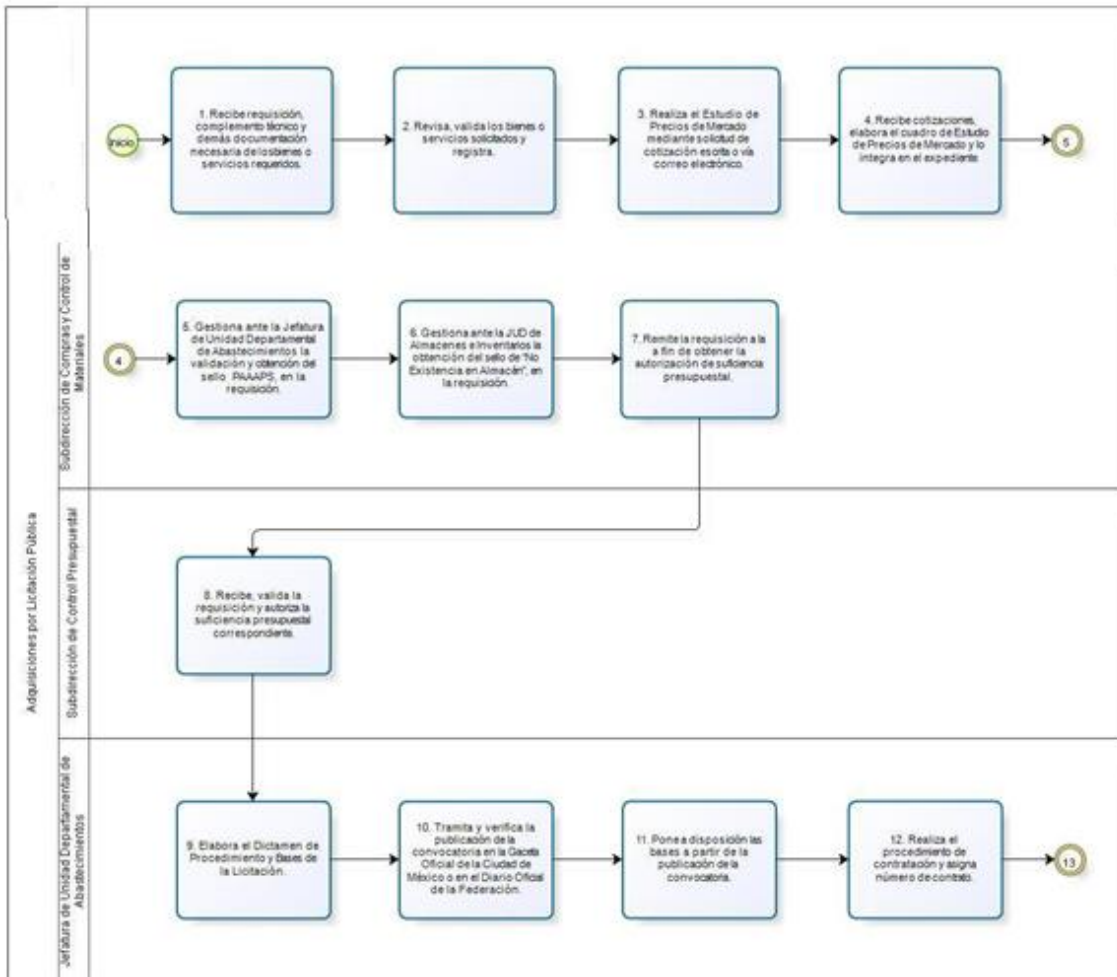 Adquisiciones por Licitación Pública
Inicio
1. Recibe requisición,
complemento técnico y
demás documentación
necesaria de losbienes o
servicios requeridos.
2. Revisa, valida los bienes o
servicios solicitados y
registra.
3. Realiza el Estudio de
Precios de Mercado
mediante solicitud de
cotización escrita o vía
correo electrónico.
4. Recibe cotizaciones,
elabora el cuadro de Estudio
de Precios de Mercado y lo
integra en el expediente.
5
Subdirección de Compras y Control de
Materiales
4
5. Gestiona ante la Jefatura
de Unidad Departamental
de Abastecimientos la
validación y obtención del
sello PAAAPS, en la
requisición.
6. Gestiona ante la JUD de
Almacenes e Inventarios la
obtención del sello de "No
Existencia en Almacén", en
la requisición.
7. Remite la requisición a la
a fin de obtener la
autorización de suficiencia
presupuestal.
Subdirección de Control Presupuestal
8. Recibe, valida la
requisición y autoriza la
suficiencia presupuestal
correspondiente.
Jefatura de Unidad Departamental de
Abastecimientos
9. Elabora el Dictamen de
Procedimiento y Bases de
la Licitación.
10. Tramita y verifica la
publicación de la
convocatoria en la Gaceta
Oficial de la Ciudad de
México o en el Diario Oficial
de la Federación.
11. Pone a disposición las
bases a partir de la
publicación de la
convocatoria.
12. Realiza el
procedimiento de
contratación y asigna
número de contrato.
13